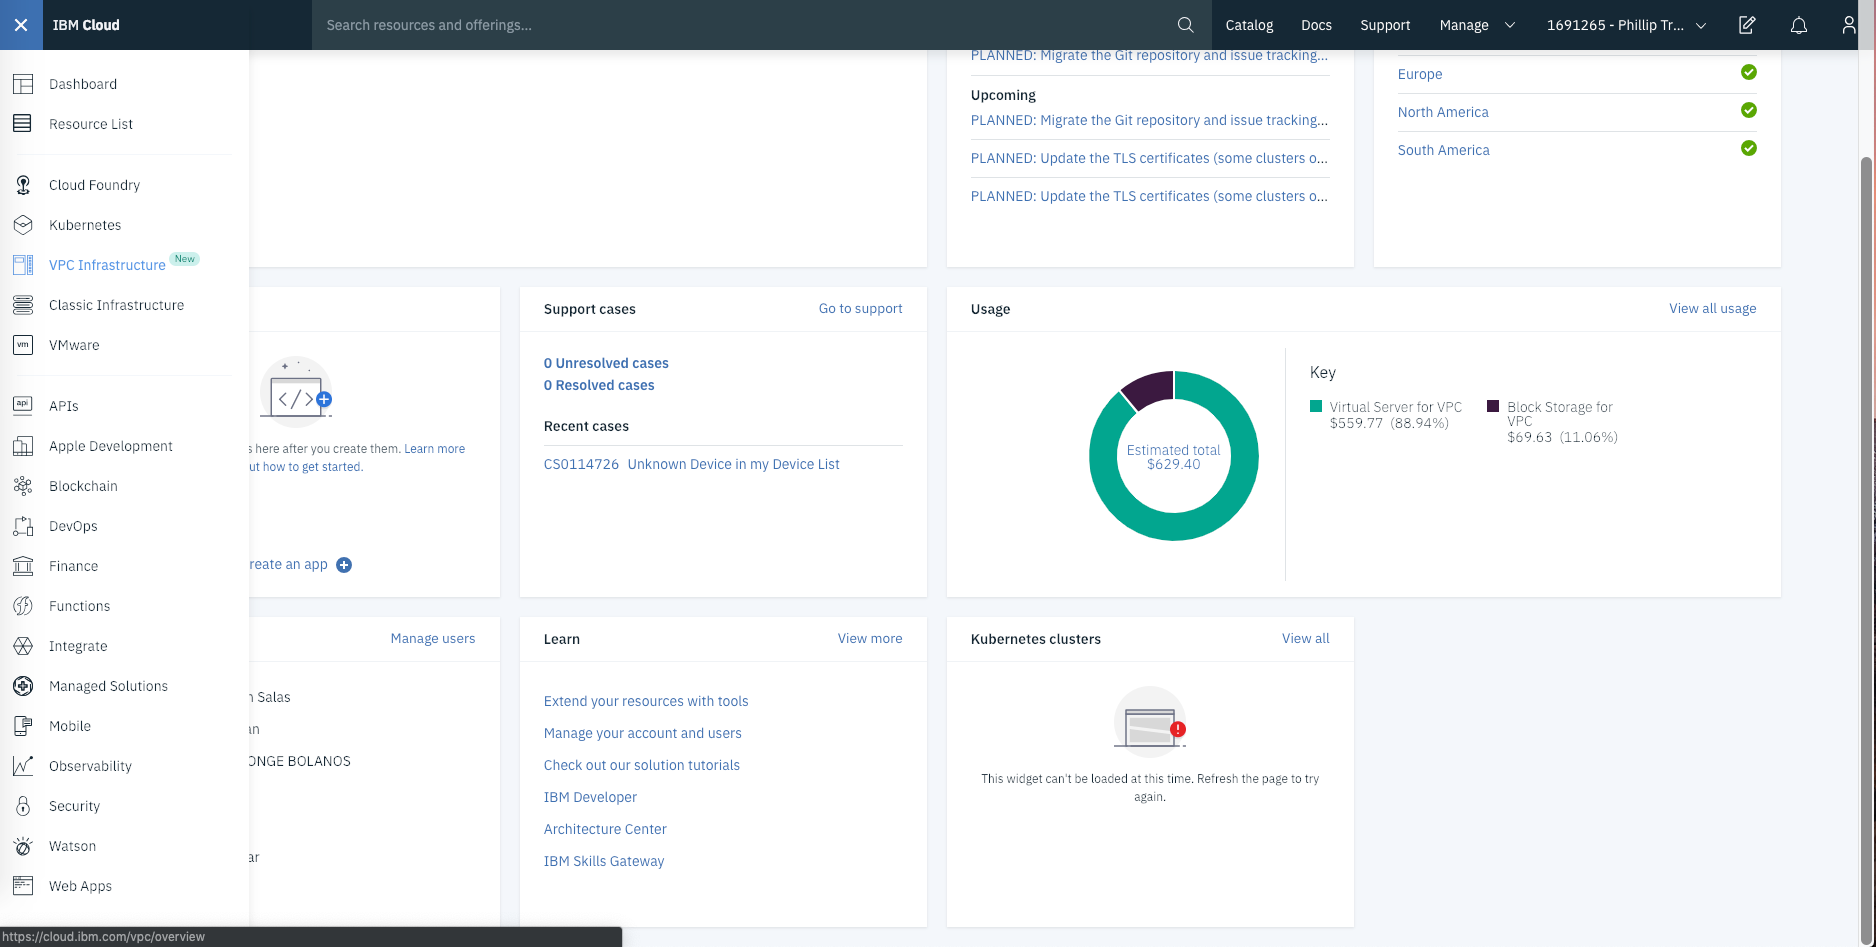 IBM Cloud
Search resources and offerings...
Catalog
Docs
Support
Manage
1691265 - Phillip Tr...
Dashboard
Resource List
Cloud Foundry
Kubernetes
VPC Infrastructure New
Classic Infrastructure
vm VMware
api APIs
Apple Development
Blockchain
DevOps
Finance
Functions
Integrate
Managed Solutions
Mobile
Observability
Security
Watson
Web Apps
PLANNED: Migrate the Git repository and issue tracking...
Upcoming
PLANNED: Migrate the Git repository and issue tracking...
PLANNED: Update the TLS certificates (some clusters o...
PLANNED: Update the TLS certificates (some clusters o...
Europe
North America
South America
s here after you create them. Learn more
ut how to get started.
reate an app
Support cases
Go to support
0 Unresolved cases
0 Resolved cases
Recent cases
CS0114726 Unknown Device in my Device List
Usage
View all usage
Estimated total
$629.40
Key
Virtual Server for VPC
$559.77 (88.94%)
Block Storage for
VPC
$69.63 (11.06%)
Manage users
Salas
an
ONGE BOLANOS
ar
Learn
View more
Extend your resources with tools
Manage your account and users
Check out our solution tutorials
IBM Developer
Architecture Center
IBM Skills Gateway
Kubernetes clusters
View all
This widget can't be loaded at this time. Refresh the page to try
again.
https://cloud.ibm.com/vpc/overview